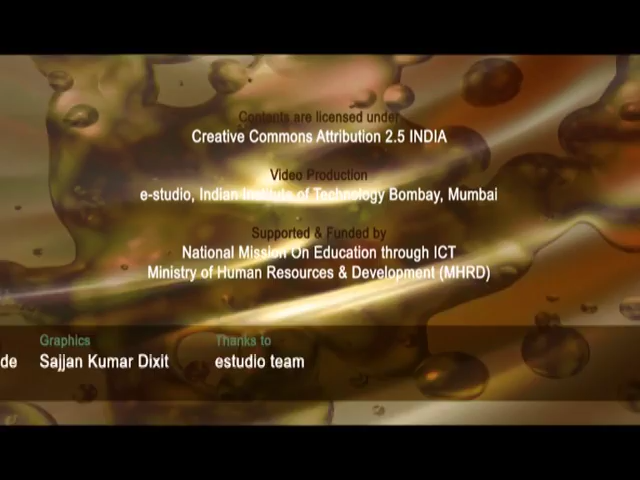 Contents are licensed under
Creative Commons Attribution 2.5 INDIA
Video Production
e-studio, Indian Institute of Technology Bombay, Mumbai
Supported & Funded by
National Mission On Education through ICT
Ministry of Human Resources & Development (MHRD)
Graphics
Thanks to
de
Sajjan Kumar Dixit
estudio team